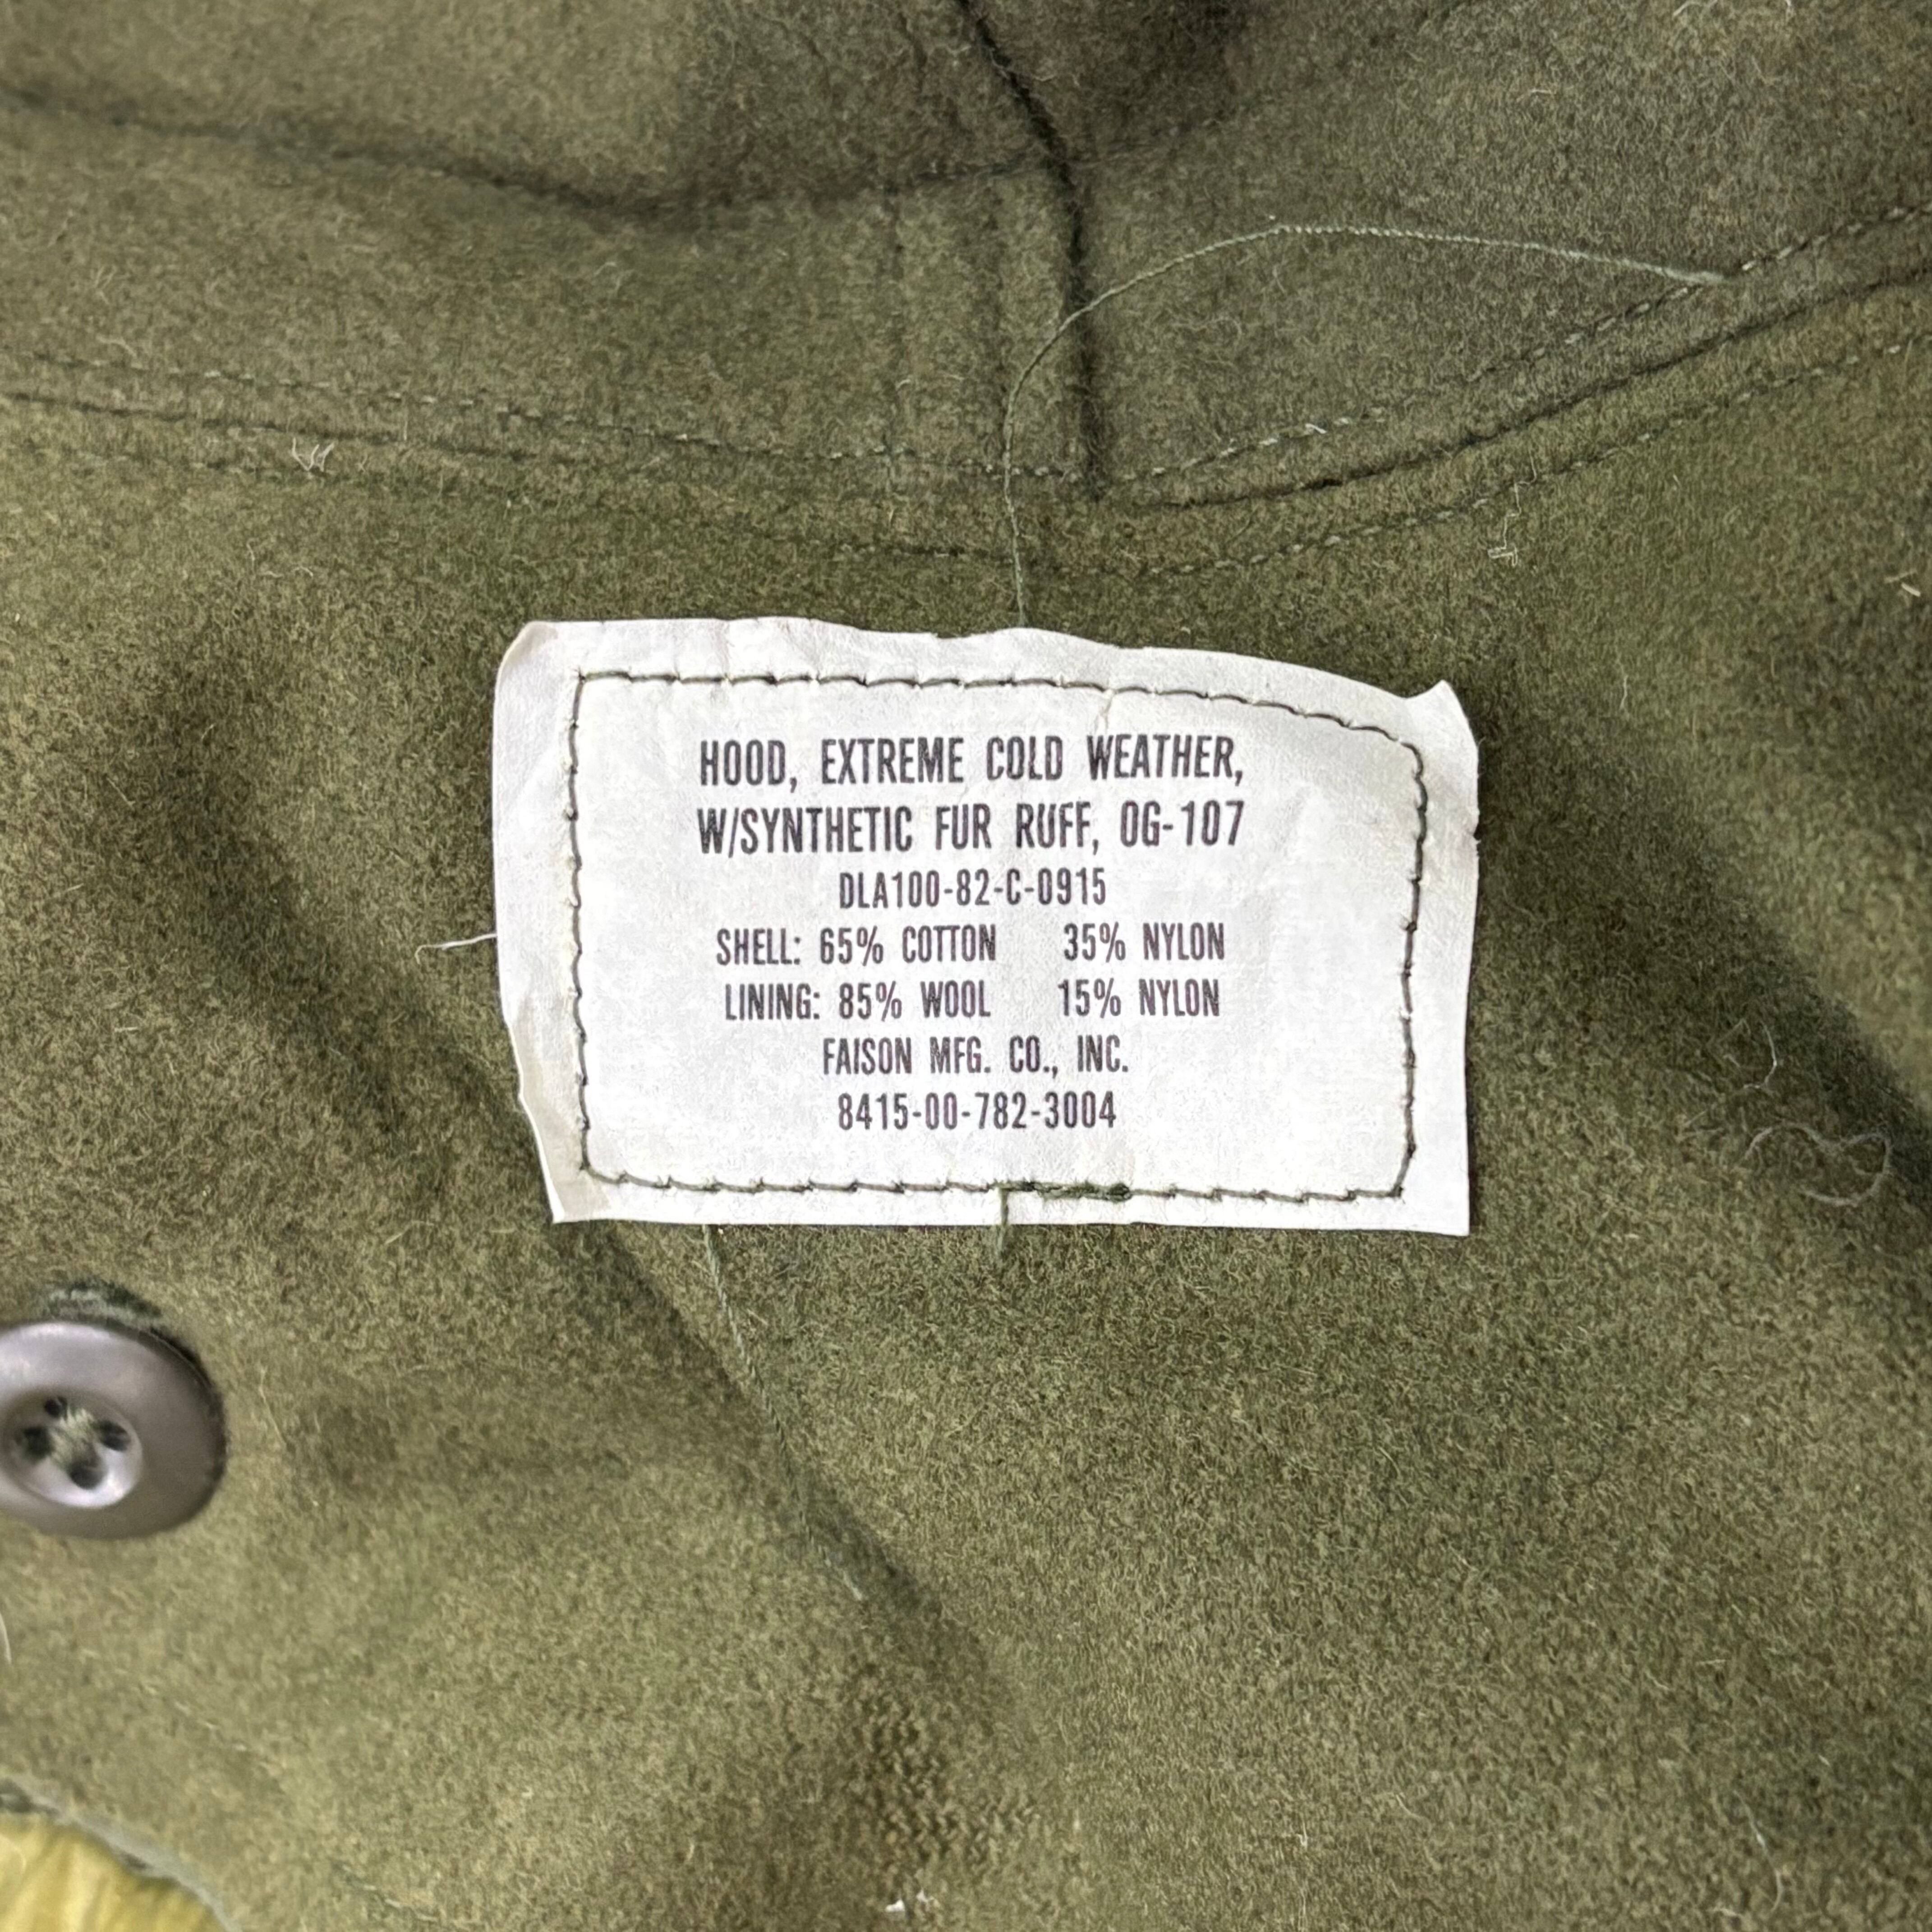 HOOD, EXTREME COLD WEATHER,
W/SYNTHETIC FUR RUFF, OG-107
DLA100-82-C-0915
SHELL: 65% COTTON 35% NYLON
LINING: 85% WOOL 15% NYLON
FAISON MFG. CO., INC.
8415-00-782-3004